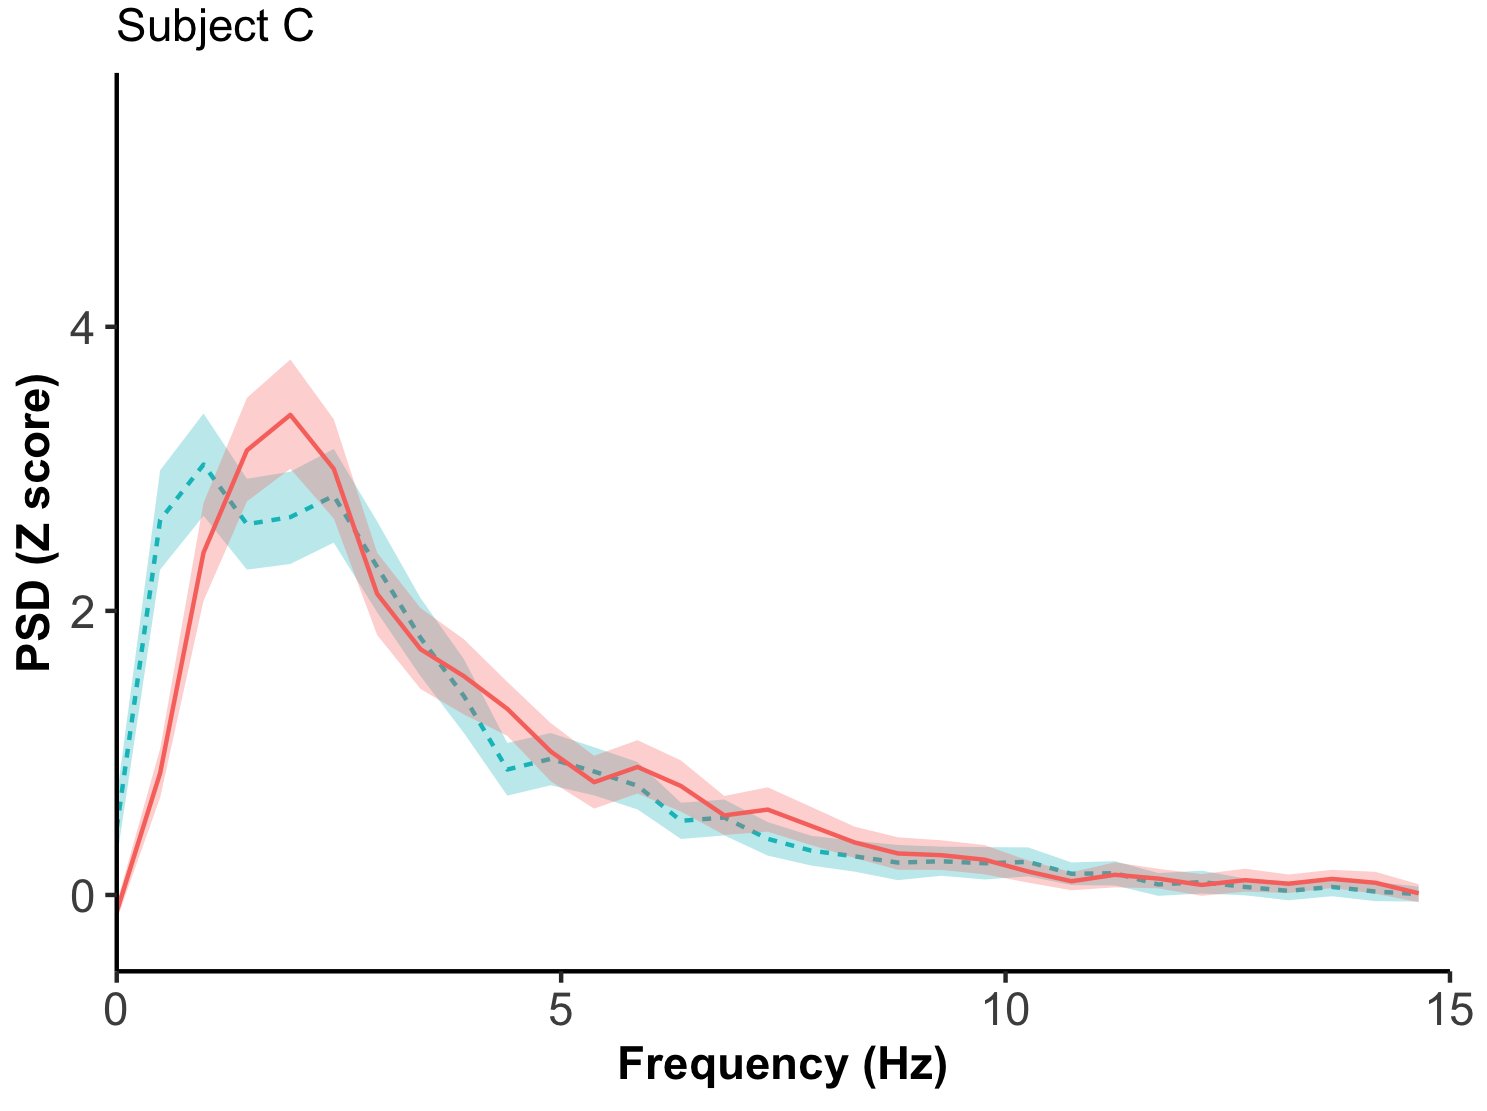 Subject C
PSD (Z score)
4
2
0
0 5 10 15
Frequency (Hz)